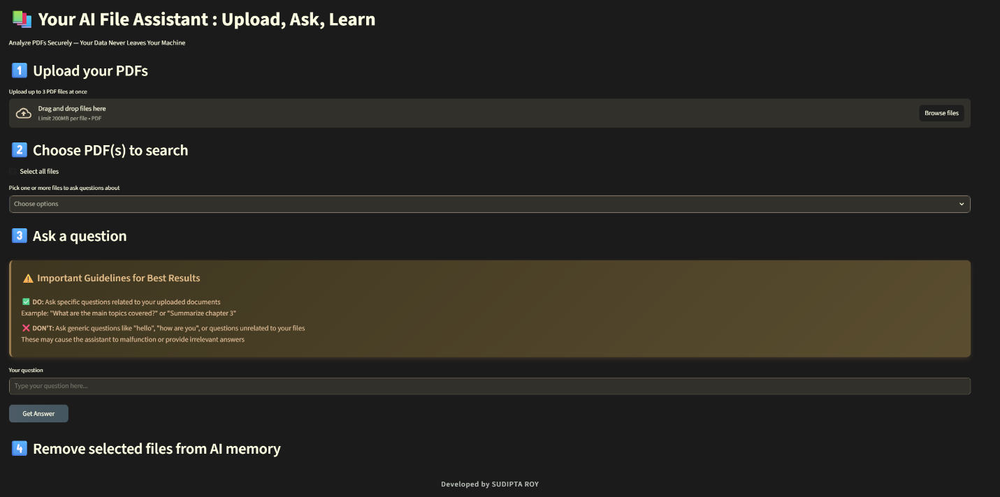 📚 Your AI File Assistant : Upload, Ask, Learn
Analyze PDFs Securely — Your Data Never Leaves Your Machine
1️⃣ Upload your PDFs
Upload up to 3 PDF files at once
Drag and drop files here
Limit 200MB per file • PDF
Browse files
2️⃣ Choose PDF(s) to search
Select all files
Pick one or more files to ask questions about
Choose options
3️⃣ Ask a question
⚠️ Important Guidelines for Best Results
✅ DO: Ask specific questions related to your uploaded documents
Example: "What are the main topics covered?" or "Summarize chapter 3"
❌ DON'T: Ask generic questions like "hello", "how are you", or questions unrelated to your files
These may cause the assistant to malfunction or provide irrelevant answers
Your question
Type your question here...
Get Answer
4️⃣ Remove selected files from AI memory
Developed by SUDIPTA ROY